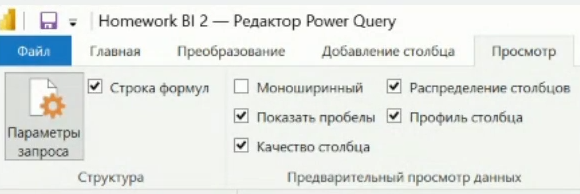 Homework BI 2 — Редактор Power Query
Файл Главная Преобразование Добавление столбца Просмотр
Параметры запроса
Строка формул
Моноширинный
Распределение столбцов
Показать пробелы
Профиль столбца
Качество столбца
Структура
Предварительный просмотр данных